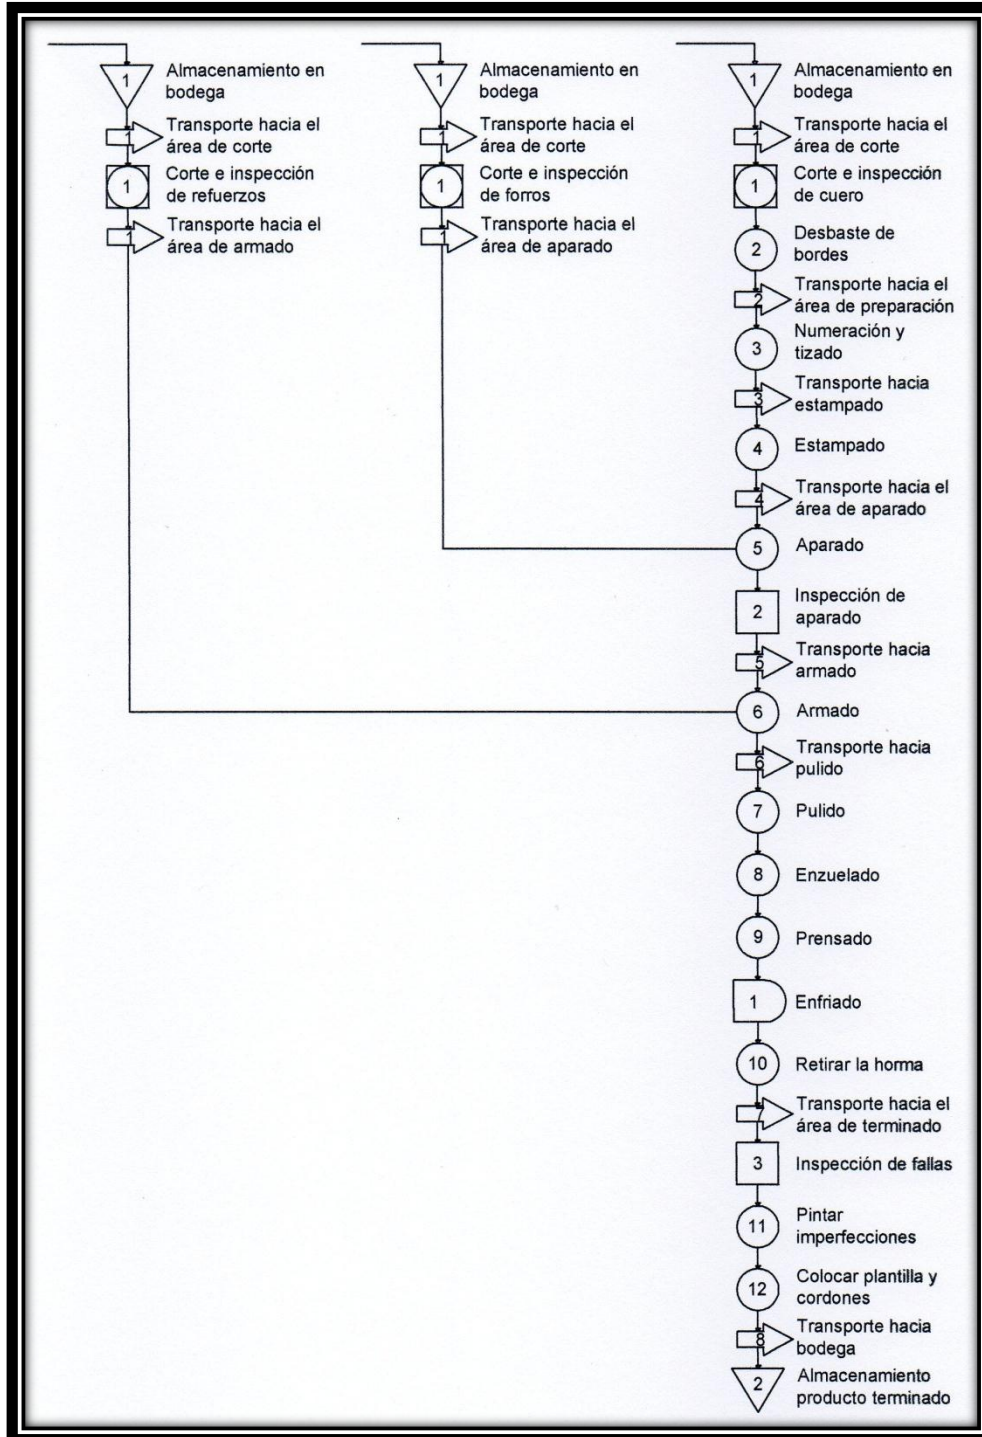 1
Almacenamiento en
bodega
1
Transporte hacia el
área de corte
1
Corte e inspección
de refuerzos
1
Transporte hacia el
área de armado
1
Almacenamiento en
bodega
1
Transporte hacia el
área de corte
1
Corte e inspección
de forros
1
Transporte hacia el
área de aparado
1
Almacenamiento en
bodega
1
Transporte hacia el
área de corte
1
Corte e inspección
de cuero
2
Desbaste de
bordes
2
Transporte hacia el
área de preparación
3
Numeración y
tizado
3
Transporte hacia
estampado
4
Estampado
4
Transporte hacia el
área de aparado
5
Aparado
2
Inspección de
aparado
5
Transporte hacia
armado
6
Armado
6
Transporte hacia
pulido
7
Pulido
8
Enzuelado
9
Prensado
1
Enfriado
10
Retirar la horma
7
Transporte hacia el
área de terminado
3
Inspección de fallas
11
Pintar
imperfecciones
12
Colocar plantilla y
cordones
8
Transporte hacia
bodega
2
Almacenamiento
producto terminado